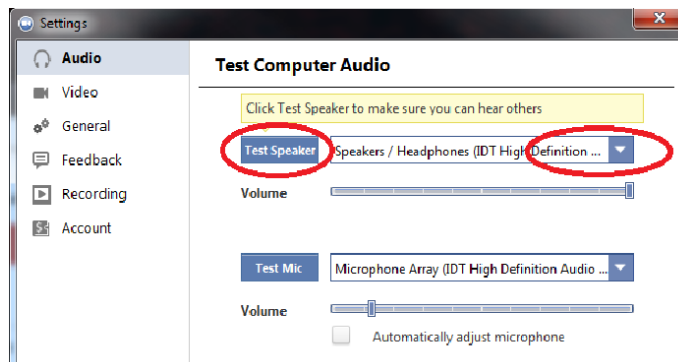 Settings
Audio
Video
General
Feedback
Recording
Account
Test Computer Audio
Click Test Speaker to make sure you can hear others
Test Speaker Speakers / Headphones (IDT High Definition ...
Volume
Test Mic Microphone Array (IDT High Definition Audio ...
Volume
Automatically adjust microphone